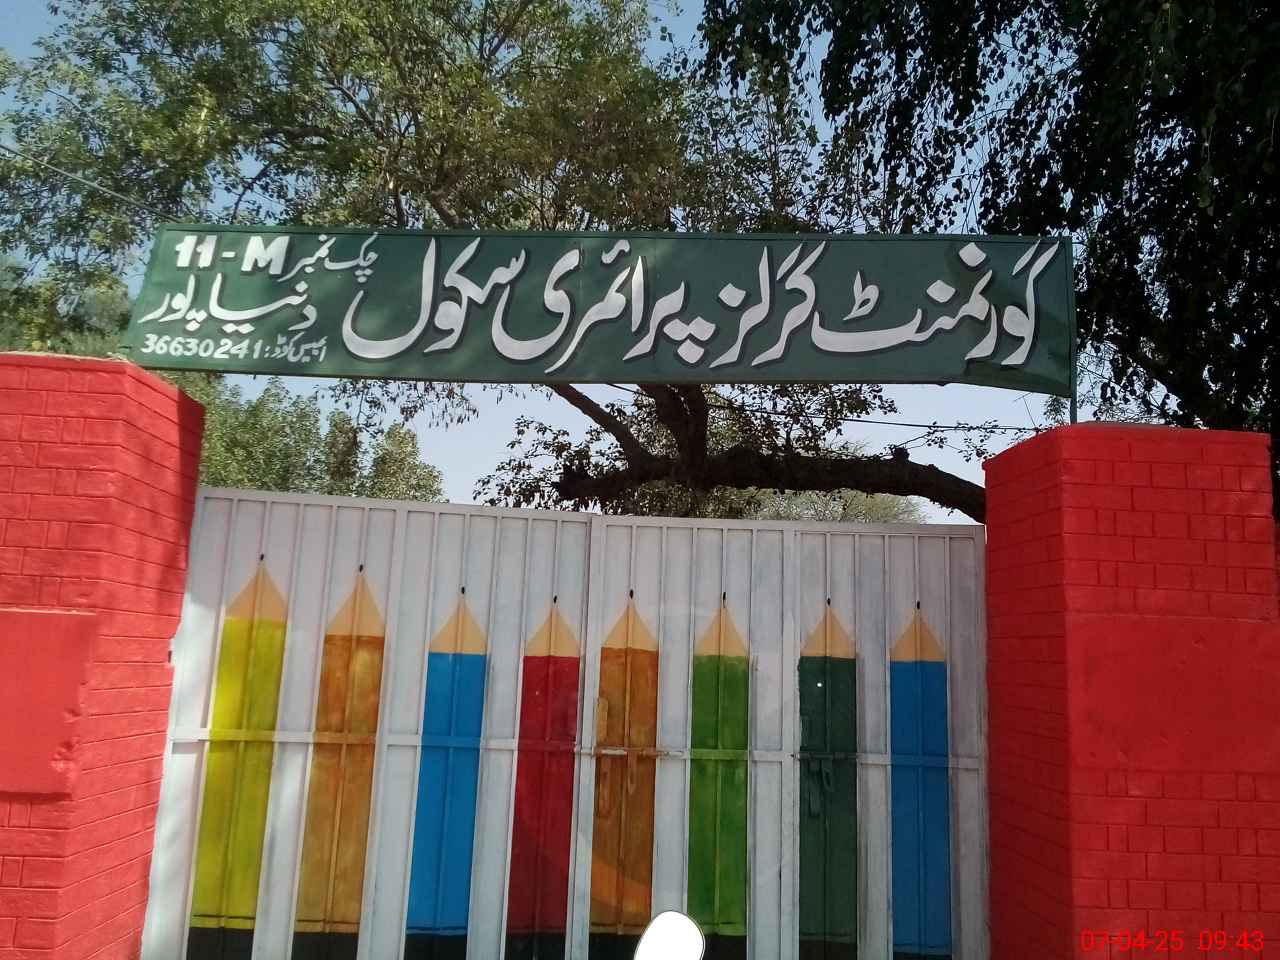 گورنمنٹ گرلز پرائمری سکول
چک نمبر 11-M
دنیاپور
ایمیس کوڈ: 36630241
07-04-25 09:43